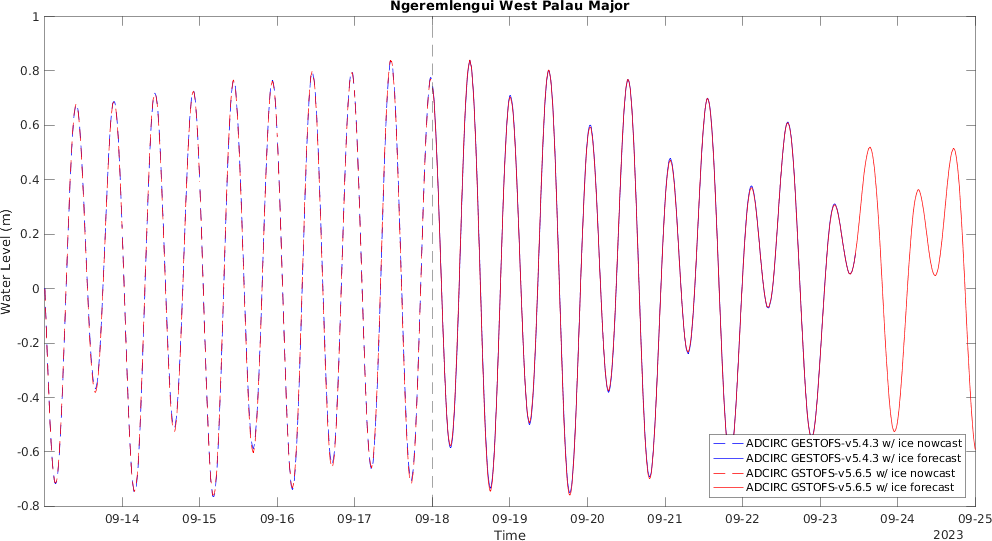 Ngeremlengui West Palau Major
1
0.8
0.6
0.4
0.2
0
-0.2
-0.4
-0.6
-0.8
Water Level (m)
ADCIRC GESTOFS-v5.4.3 w/ ice nowcast
ADCIRC GESTOFS-v5.4.3 w/ ice forecast
ADCIRC GSTOFS-v5.6.5 w/ ice nowcast
ADCIRC GSTOFS-v5.6.5 w/ ice forecast
09-14 09-15 09-16 09-17 09-18 09-19 09-20 09-21 09-22 09-23 09-24 09-25
Time
2023